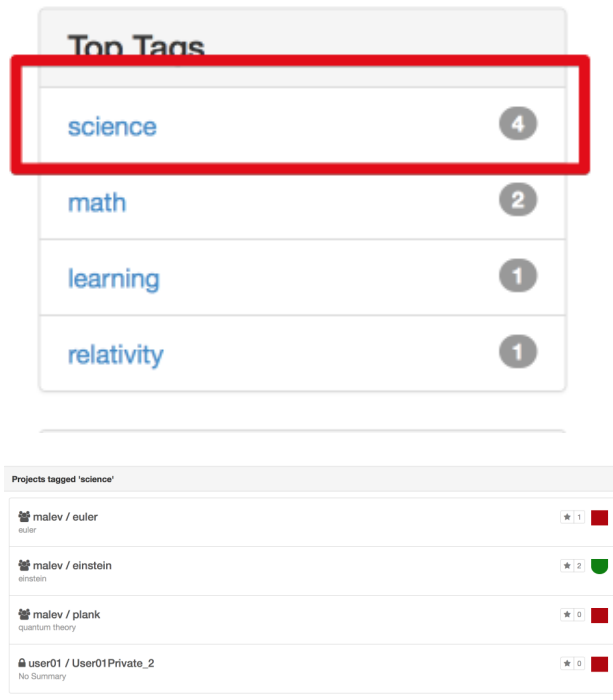 Top Tags
science 4
math 2
learning 1
relativity 1
Projects tagged 'science'
malev / euler 1
euler
malev / einstein 2
einstein
malev / plank 0
quantum theory
user01 / User01Private_2 0
No Summary